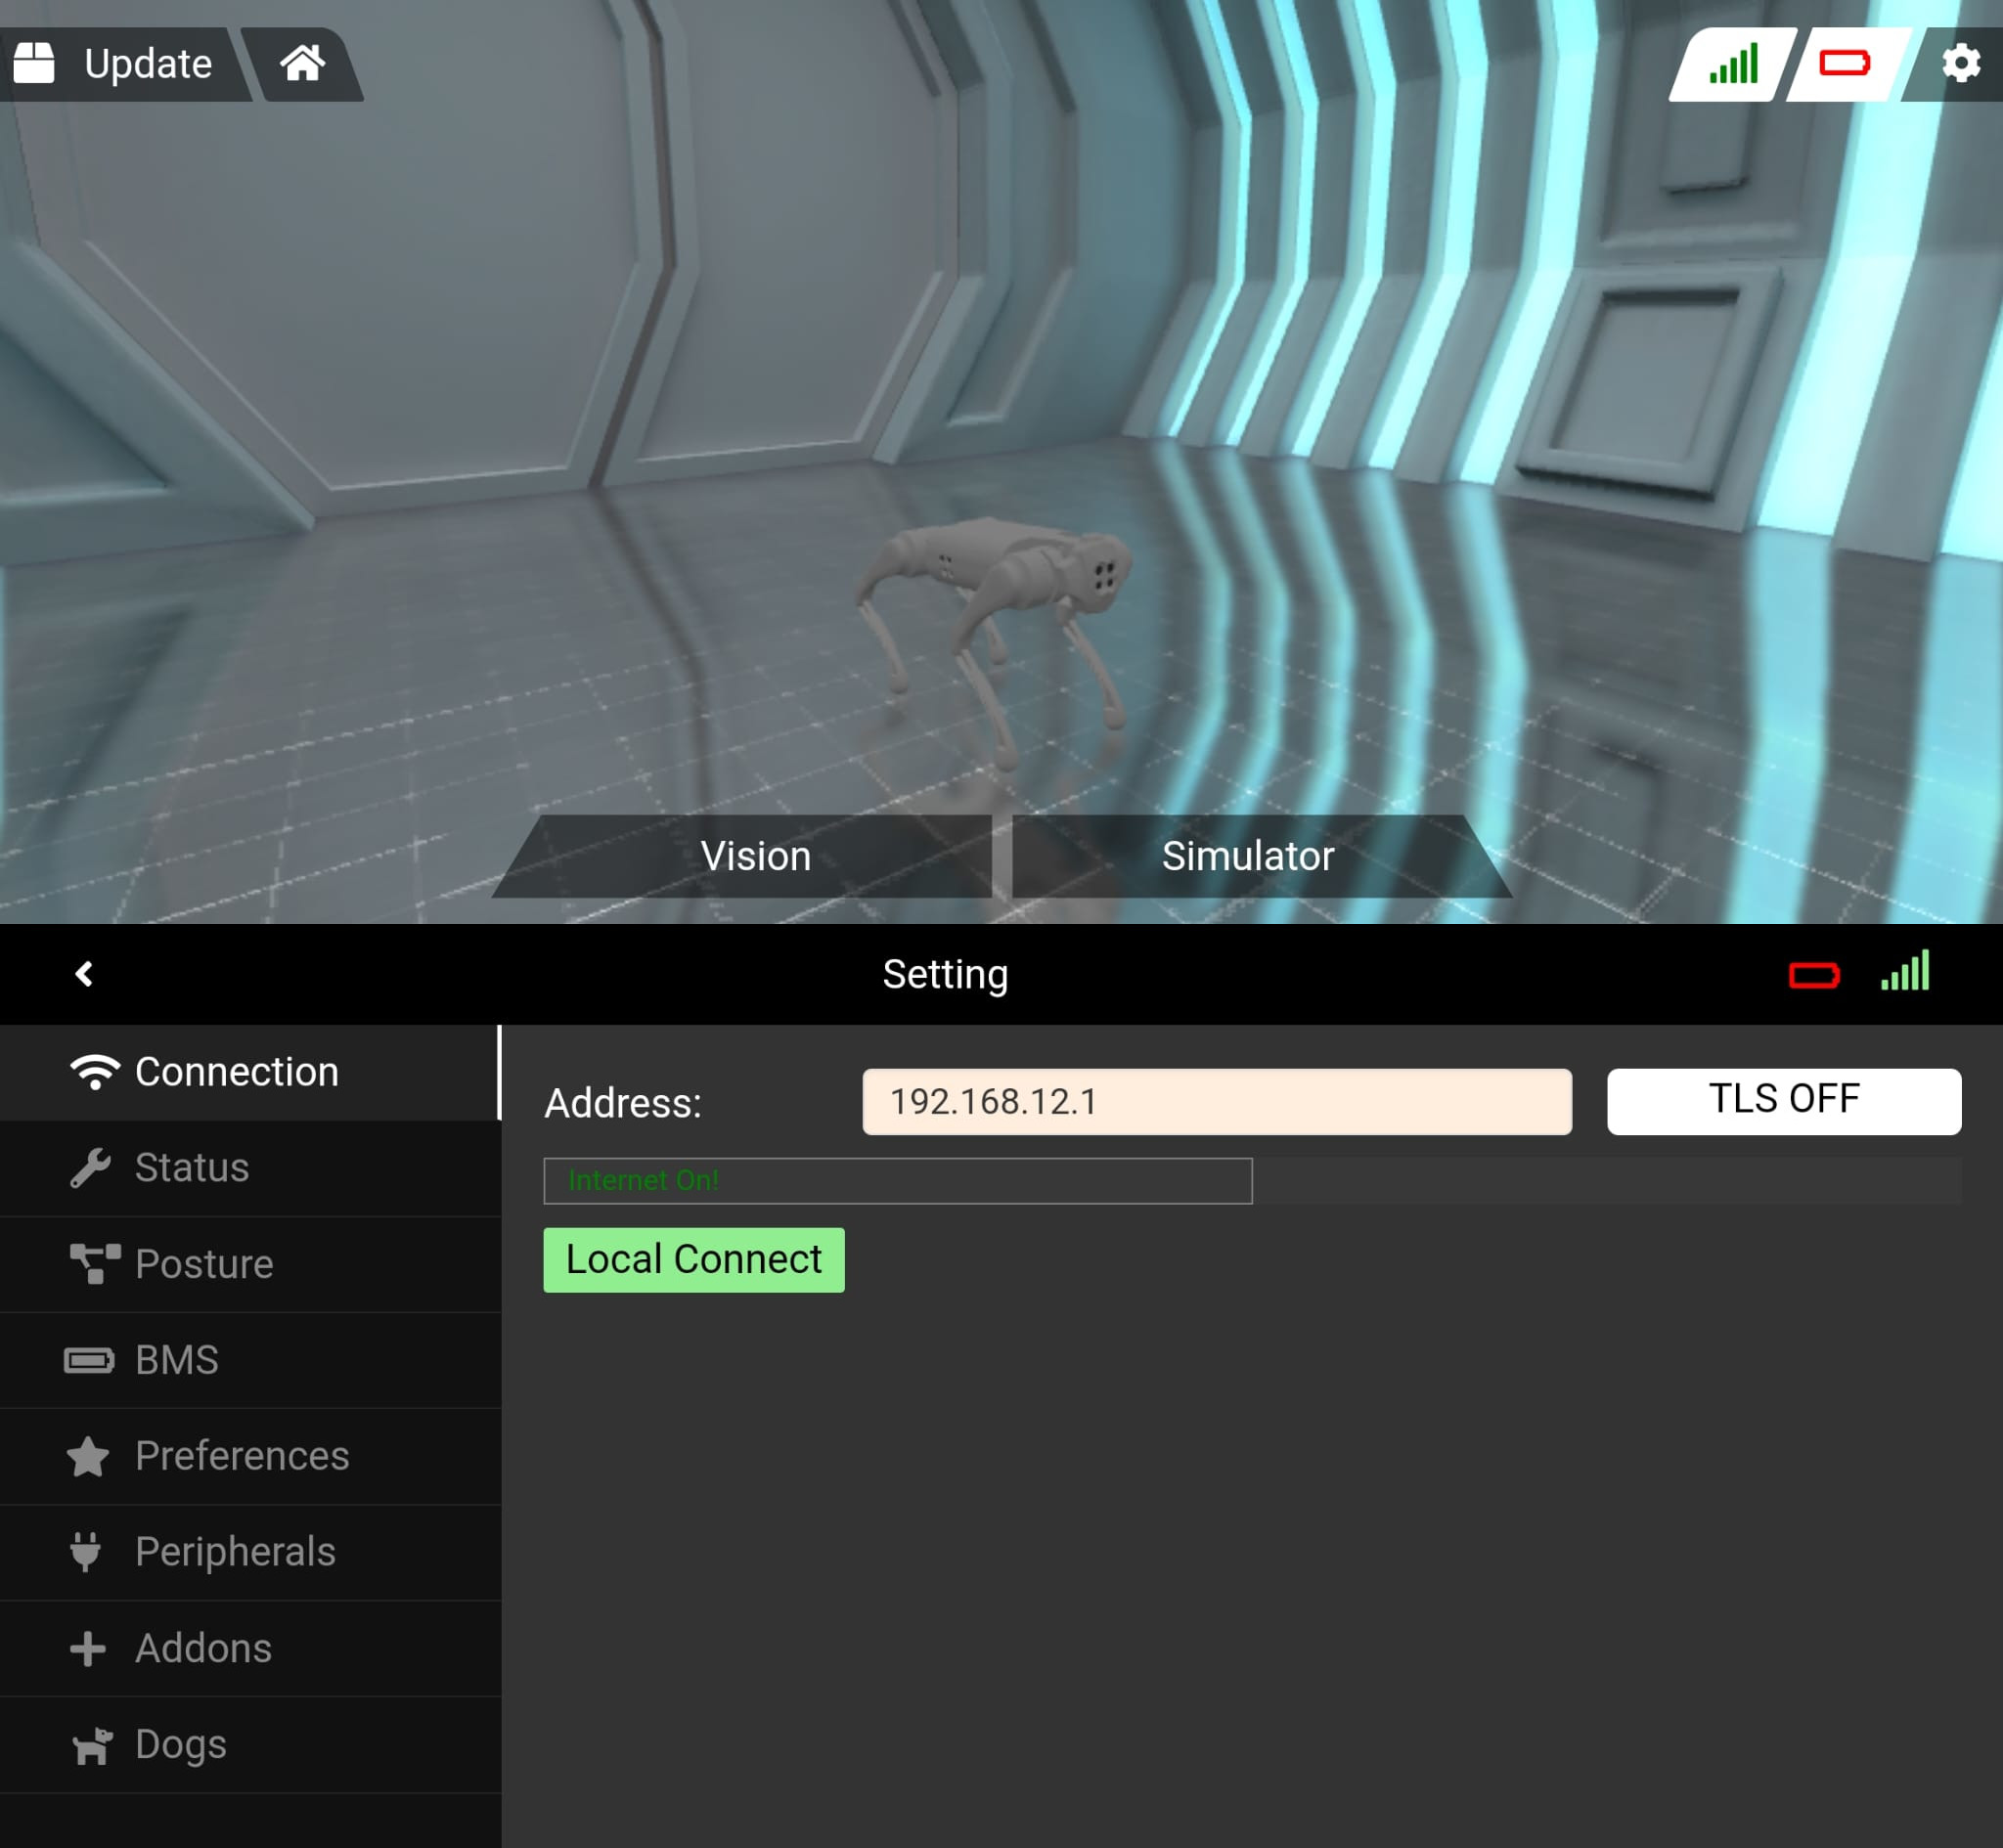 Update
Vision
Simulator
Setting
Connection
Address:
192.168.12.1
TLS OFF
Internet On!
Local Connect
Status
Posture
BMS
Preferences
Peripherals
Addons
Dogs